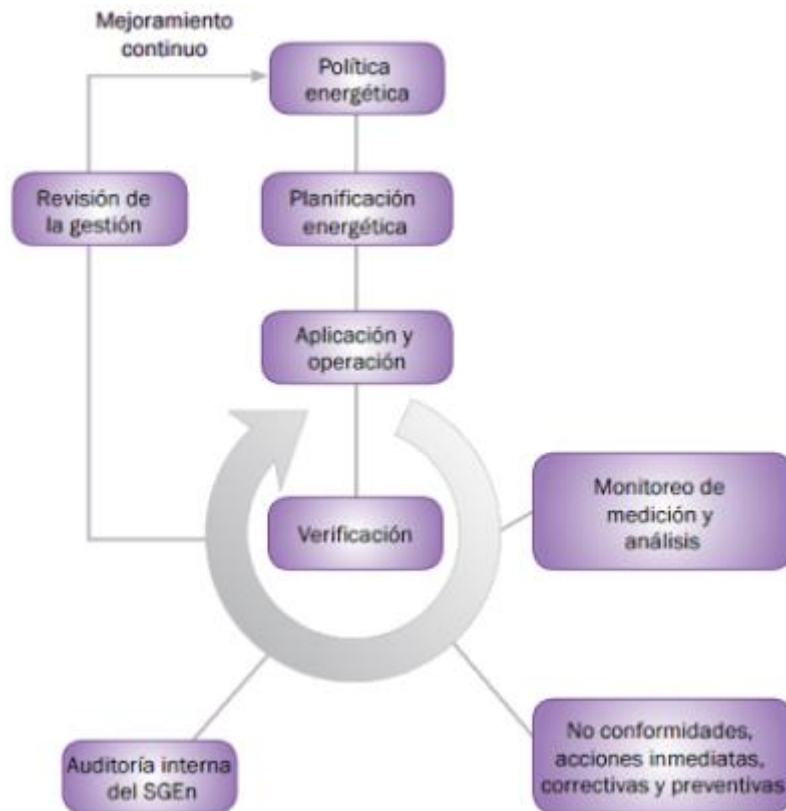 Mejoramiento
continuo
Política
energética
Revisión de
la gestión
Planificación
energética
Aplicación y
operación
Verificación
Monitoreo de
medición y
análisis
Auditoría interna
del SGEn
No conformidades,
acciones inmediatas,
correctivas y preventivas